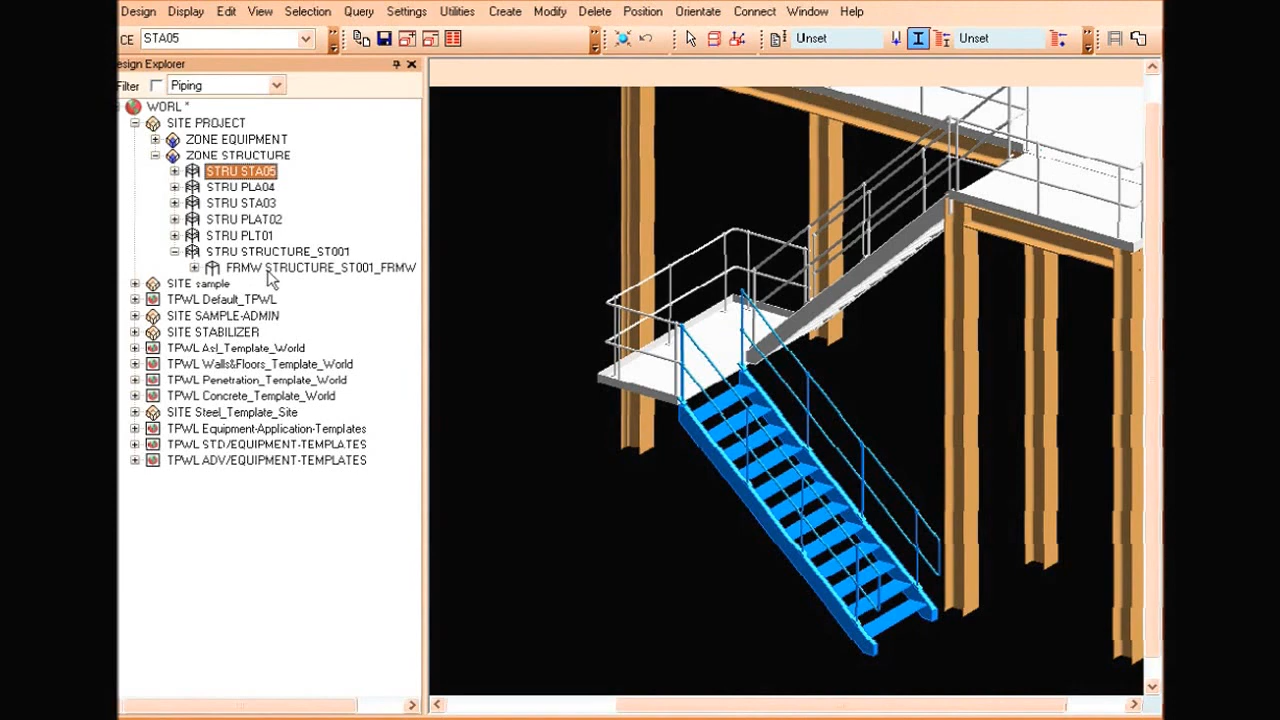 Design Display Edit View Selection Query Settings Utilities Create Modify Delete Position Orientate Connect Window Help
CE STA05 Unset Unset
esign Explorer
Filter Piping
WORL *
SITE PROJECT
ZONE EQUIPMENT
ZONE STRUCTURE
STRU STA05
STRU PLA04
STRU STA03
STRU PLAT02
STRU PLT01
STRU STRUCTURE_ST001
FRMW STRUCTURE_ST001_FRMW
SITE sample
TPWL Default_TPWL
SITE SAMPLE-ADMIN
SITE STABILIZER
TPWL Asl_Template_World
TPWL Walls&Floors_Template_World
TPWL Penetration_Template_World
TPWL Concrete_Template_World
SITE Steel_Template_Site
TPWL Equipment-Application-Templates
TPWL STD/EQUIPMENT-TEMPLATES
TPWL ADV/EQUIPMENT-TEMPLATES